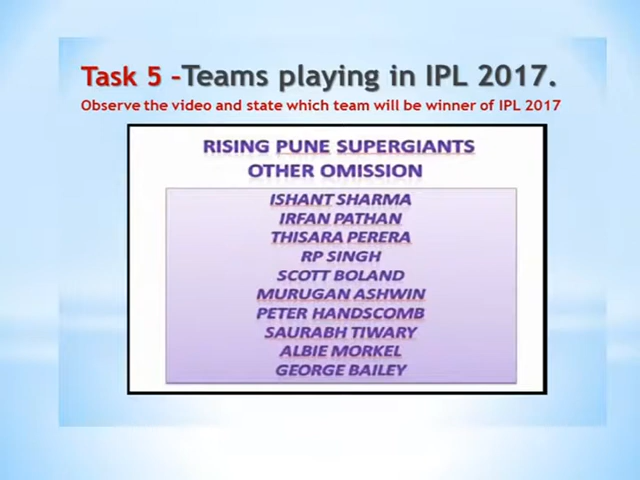 Task 5 –Teams playing in IPL 2017.
Observe the video and state which team will be winner of IPL 2017
RISING PUNE SUPERGIANTS
OTHER OMISSION
ISHANT SHARMA
IRFAN PATHAN
THISARA PERERA
RP SINGH
SCOTT BOLAND
MURUGAN ASHWIN
PETER HANDSCOMB
SAURABH TIWARY
ALBIE MORKEL
GEORGE BAILEY